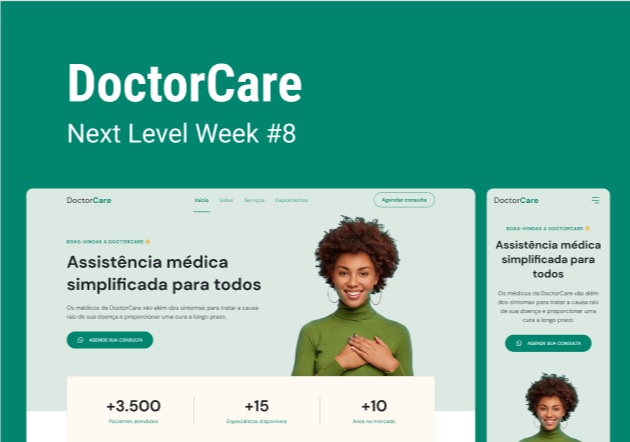 DoctorCare
Next Level Week #8
DoctorCare
Início Sobre Serviços Depoimentos
Agendar consulta
BOAS-VINDAS A DOCTORCARE 👋
Assistência médica
simplificada para todos
Os médicos da DoctorCare vão além dos sintomas para tratar a causa
raiz de sua doença e proporcionar uma cura a longo prazo.
AGENDE SUA CONSULTA
+3.500
Pacientes atendidos
+15
Especialistas disponíveis
+10
Anos no mercado
DoctorCare
BOAS-VINDAS A DOCTORCARE 👋
Assistência médica
simplificada para
todos
Os médicos da DoctorCare vão além
dos sintomas para tratar a causa raiz
de sua doença e proporcionar uma
cura a longo prazo.
AGENDE SUA CONSULTA